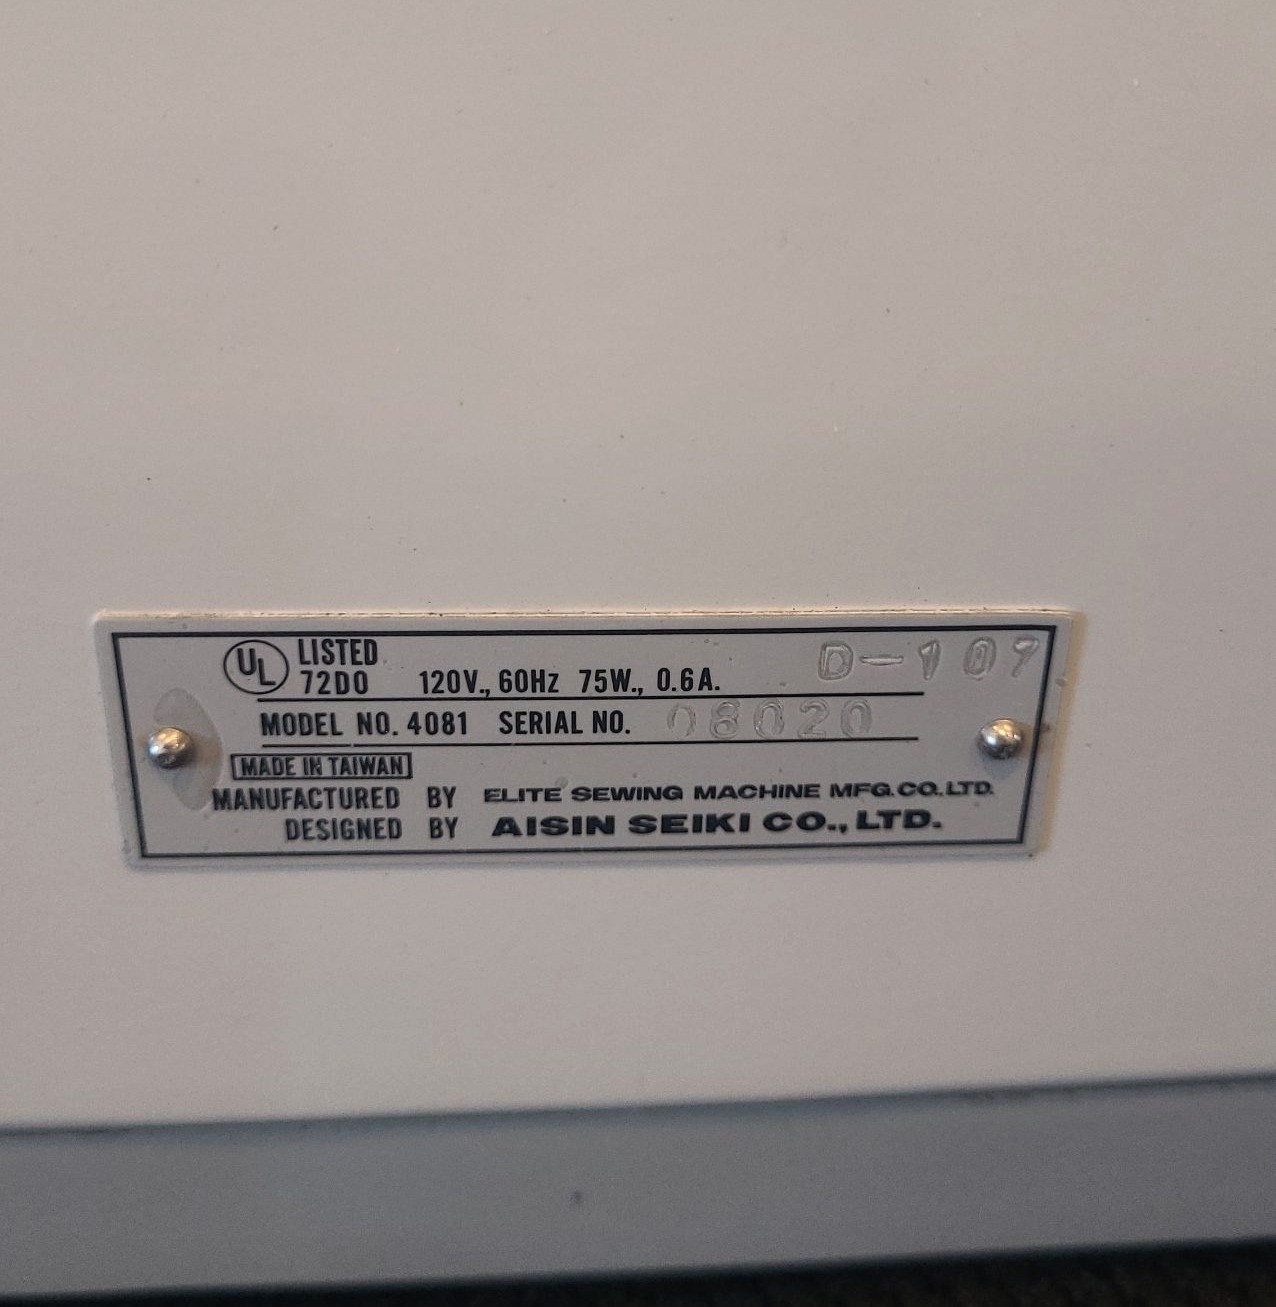 UL LISTED
72D0 120V., 60Hz 75W., 0.6A. D-107
MODEL NO. 4081 SERIAL NO. 08020
MADE IN TAIWAN
MANUFACTURED BY ELITE SEWING MACHINE MFG. CO. LTD.
DESIGNED BY AISIN SEIKI CO., LTD.